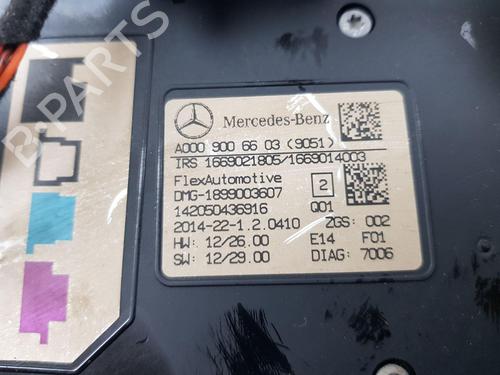 B-PARTS
Mercedes-Benz
A000 900 66 03 (9051)
IRS 1669021805/1669014003
FlexAutomotive
2
DMG-1899003607
142050436916 Q01
2014-22-1.2.0410 ZGS: 002
HW: 12/26.00 E14 F01
SW: 12/29.00 DIAG: 7006